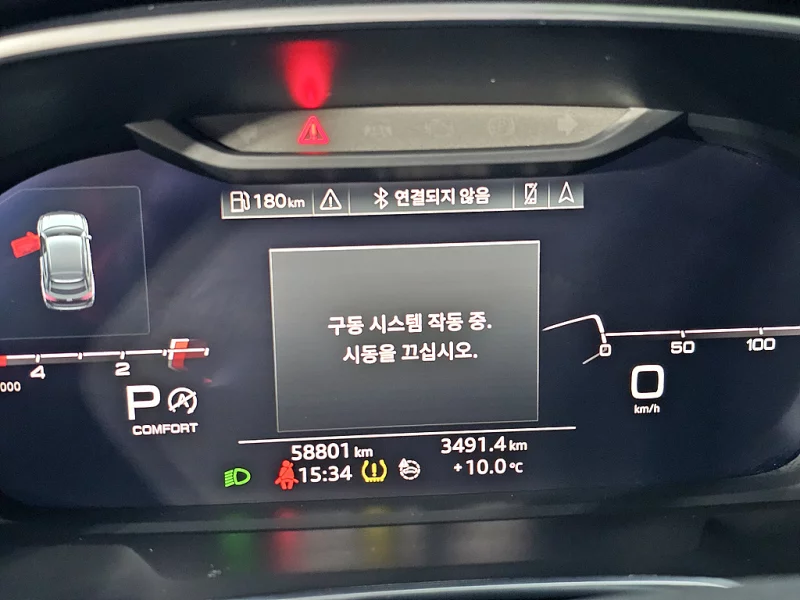 180km
연결되지 않음
구동 시스템 작동 중.
시동을 끄십시오.
4
2
000
P
COMFORT
0
50
100
0
km/h
58801 km
3491.4 km
15:34
+10.0 °C